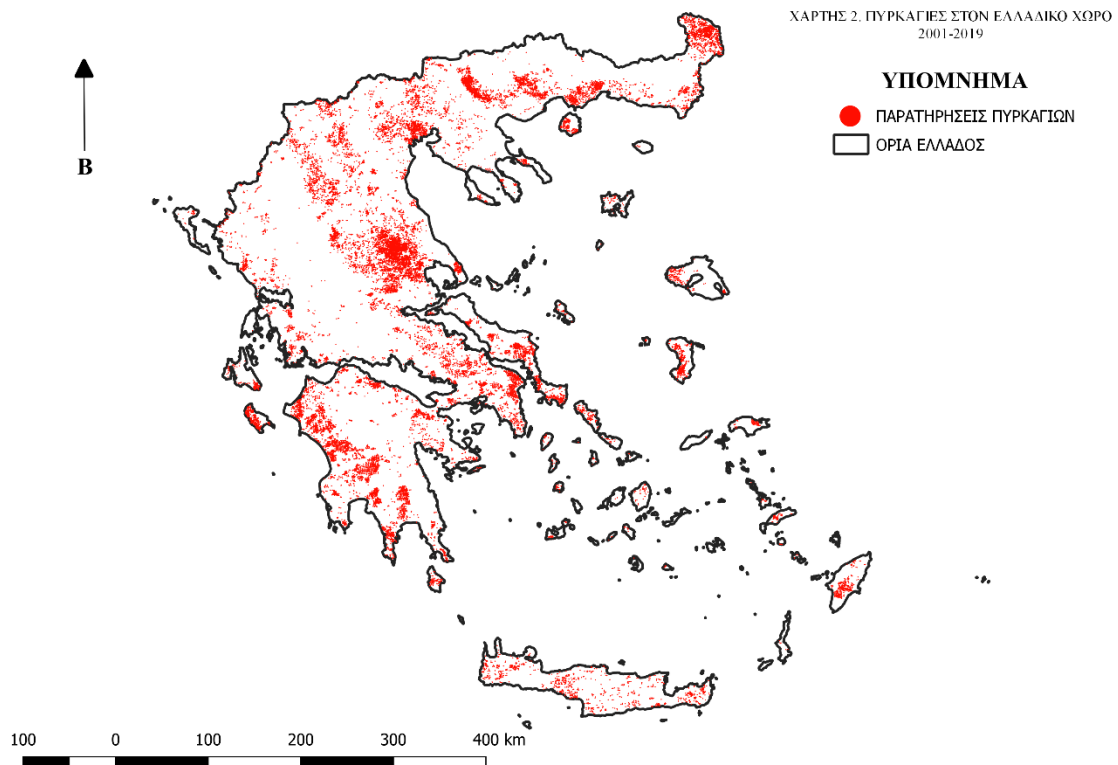 ΧΑΡΤΗΣ 2. ΠΥΡΚΑΓΙΕΣ ΣΤΟΝ ΕΛΛΑΔΙΚΟ ΧΩΡΟ
2001-2019
ΥΠΟΜΝΗΜΑ
ΠΑΡΑΤΗΡΗΣΕΙΣ ΠΥΡΚΑΓΙΩΝ
ΟΡΙΑ ΕΛΛΑΔΟΣ
Β
100 0 100 200 300 400 km